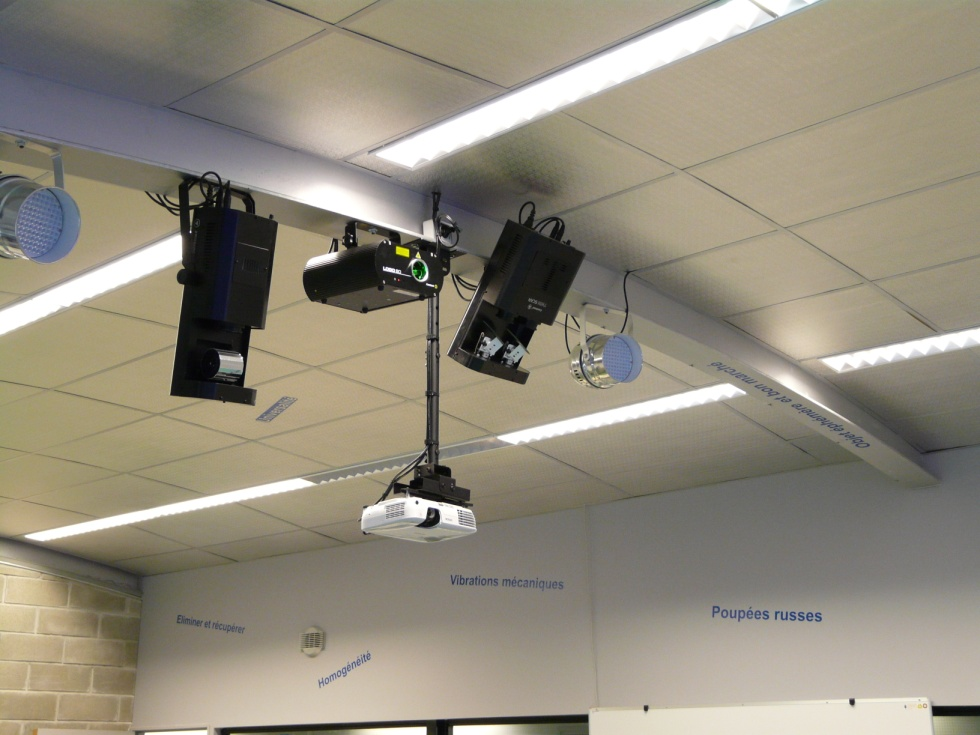 Objet éphémère et bon marché
Vibrations mécaniques
Poupées russes
Eliminer et récupérer
Homogénéité